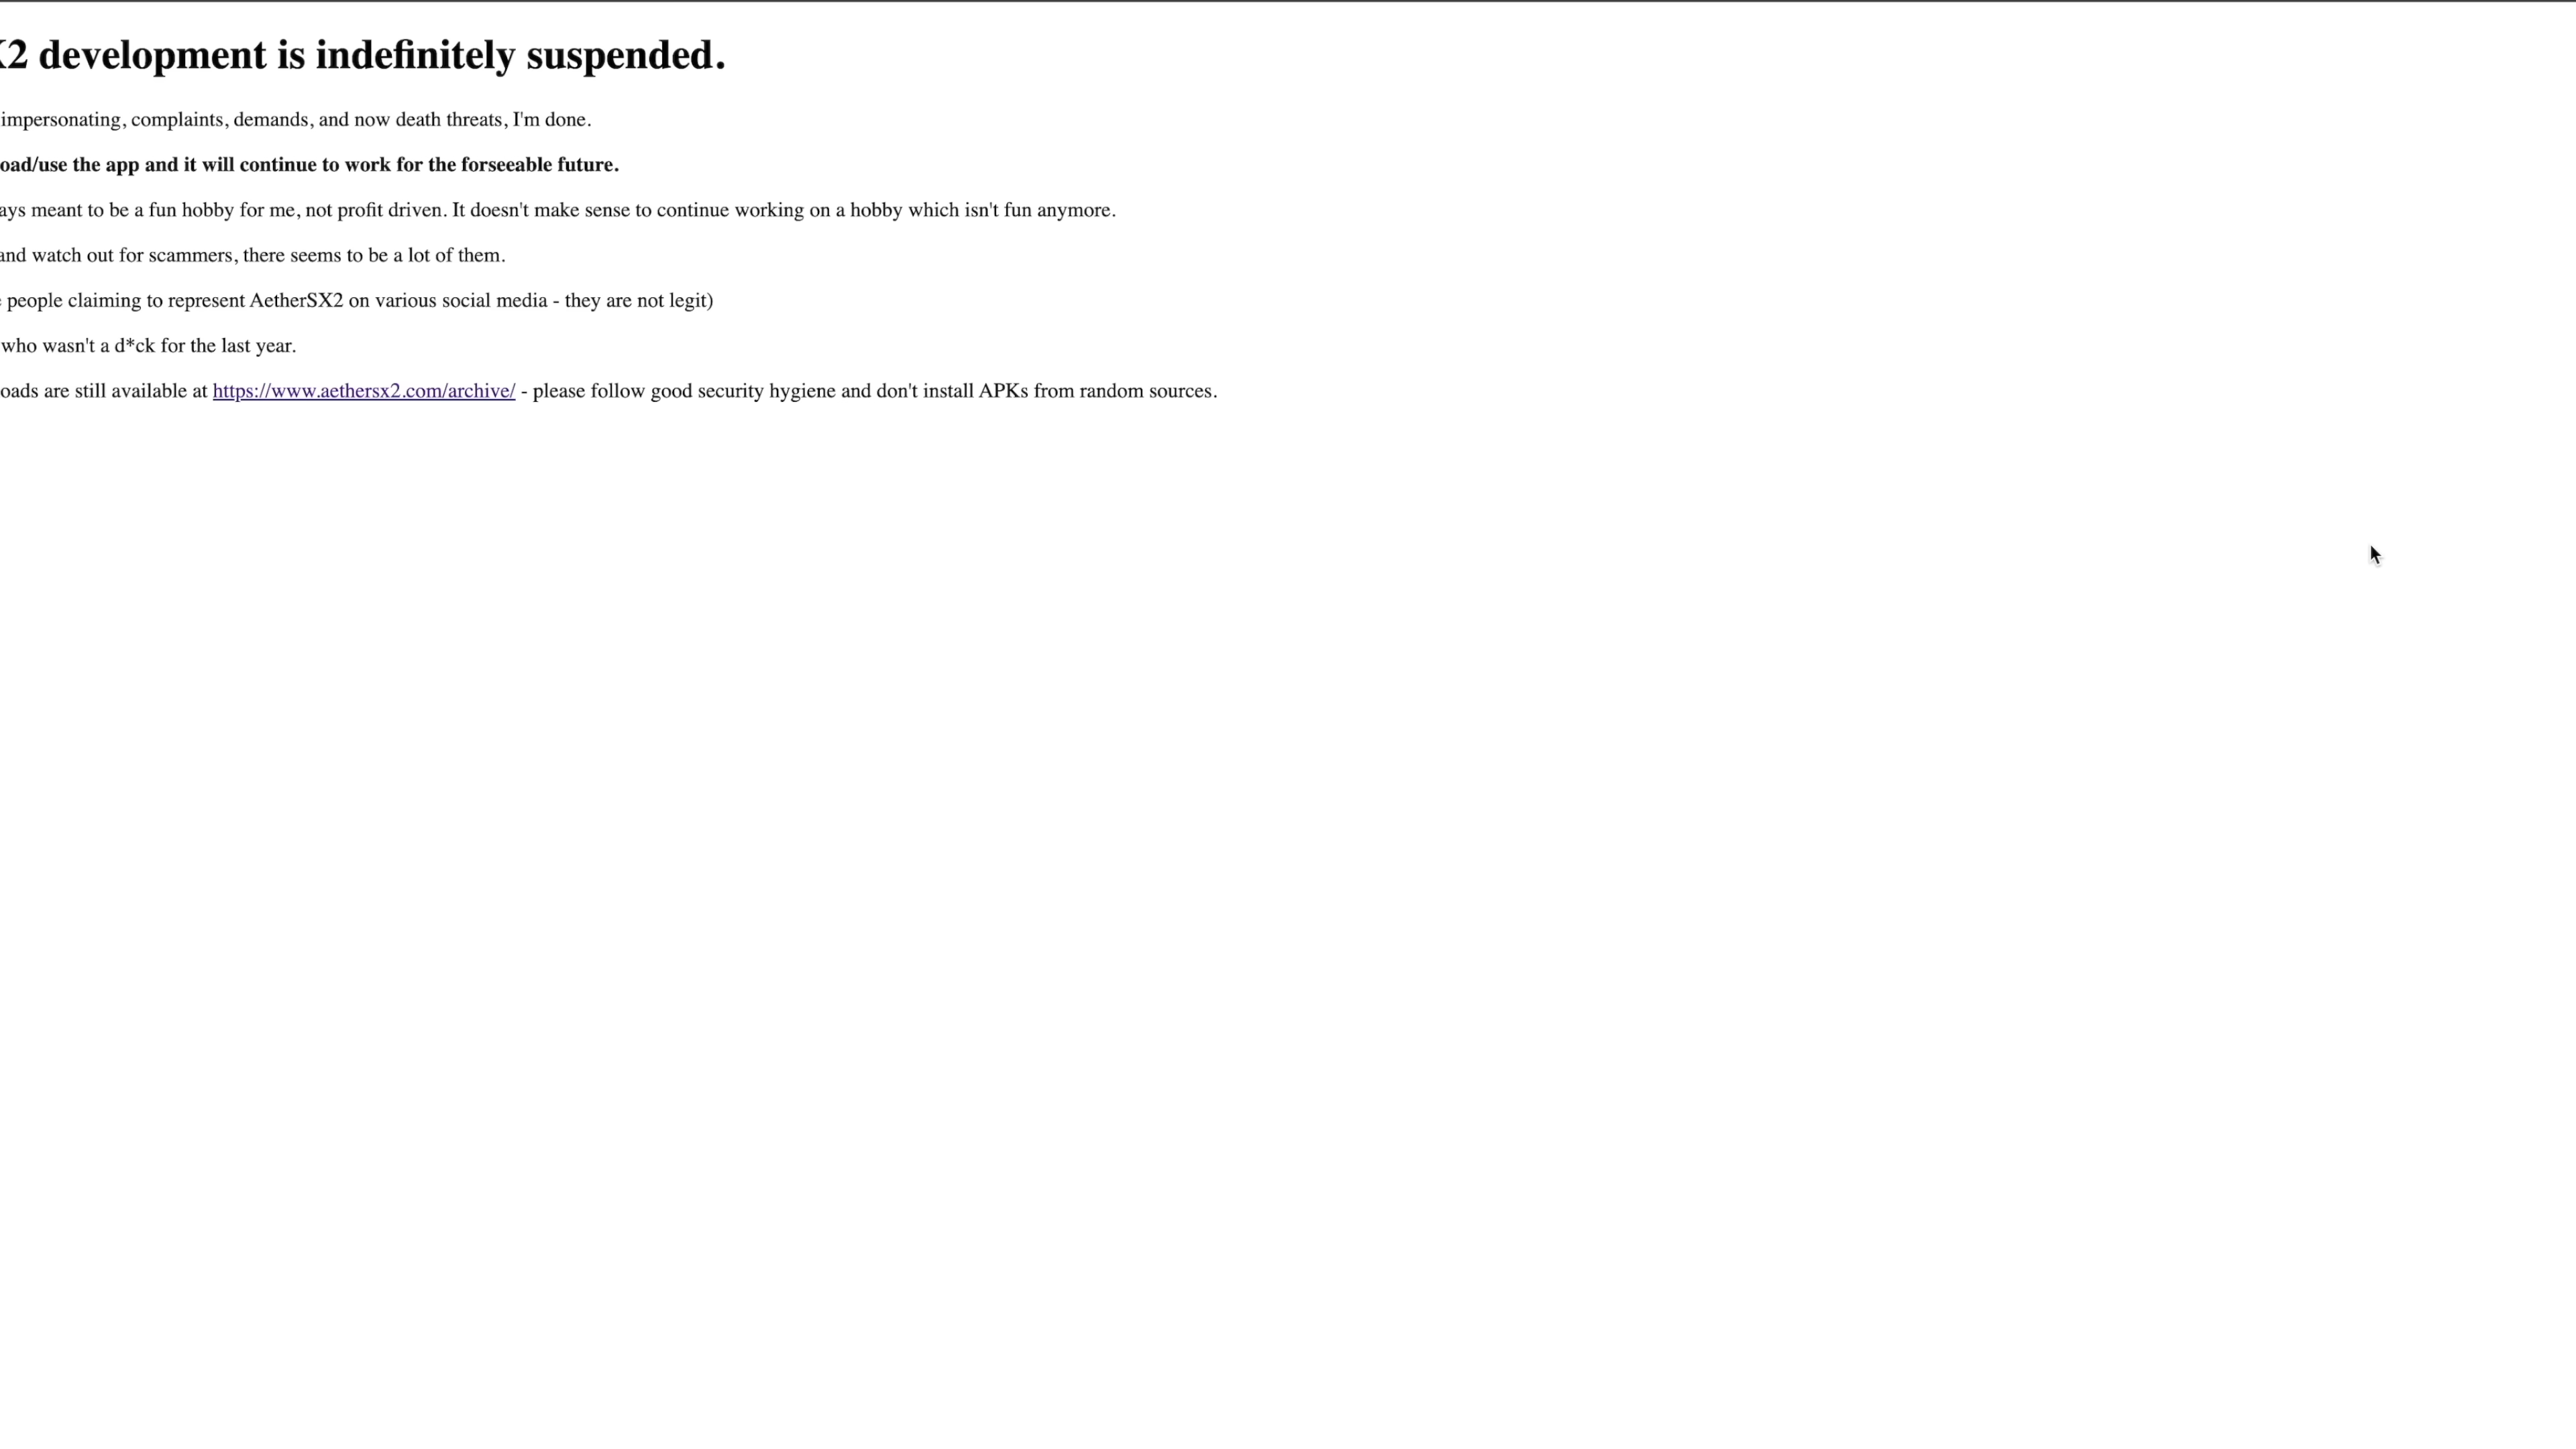 2 development is indefinitely suspended.
impersonating, complaints, demands, and now death threats, I'm done.
oad/use the app and it will continue to work for the forseeable future.
ays meant to be a fun hobby for me, not profit driven. It doesn't make sense to continue working on a hobby which isn't fun anymore.
and watch out for scammers, there seems to be a lot of them.
people claiming to represent AetherSX2 on various social media - they are not legit)
who wasn't a d*ck for the last year.
oads are still available at https://www.aethersx2.com/archive/ - please follow good security hygiene and don't install APKs from random sources.